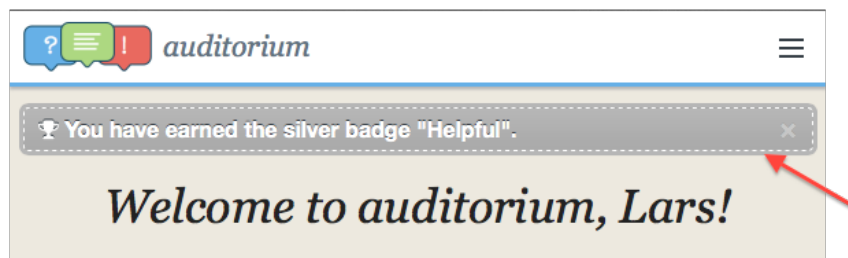 ? ! auditorium
You have earned the silver badge "Helpful". ×
Welcome to auditorium, Lars!